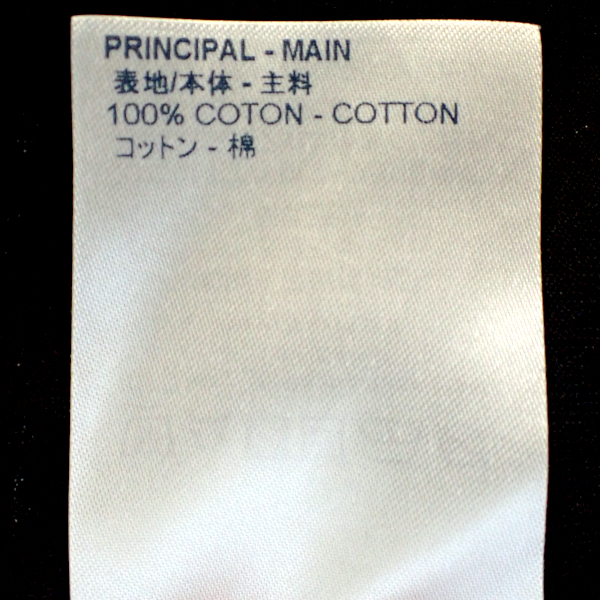 PRINCIPAL - MAIN
表地/本体 - 主料
100% COTON - COTTON
コットン - 棉